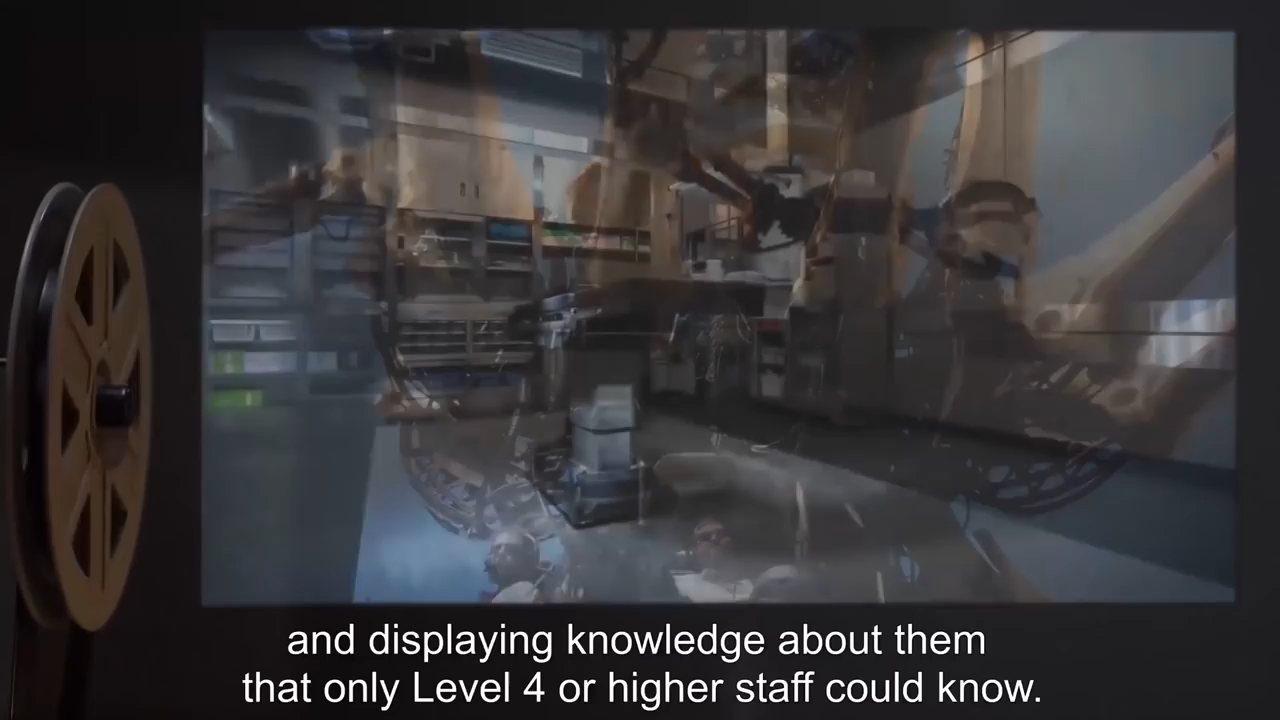 and displaying knowledge about them
that only Level 4 or higher staff could know.